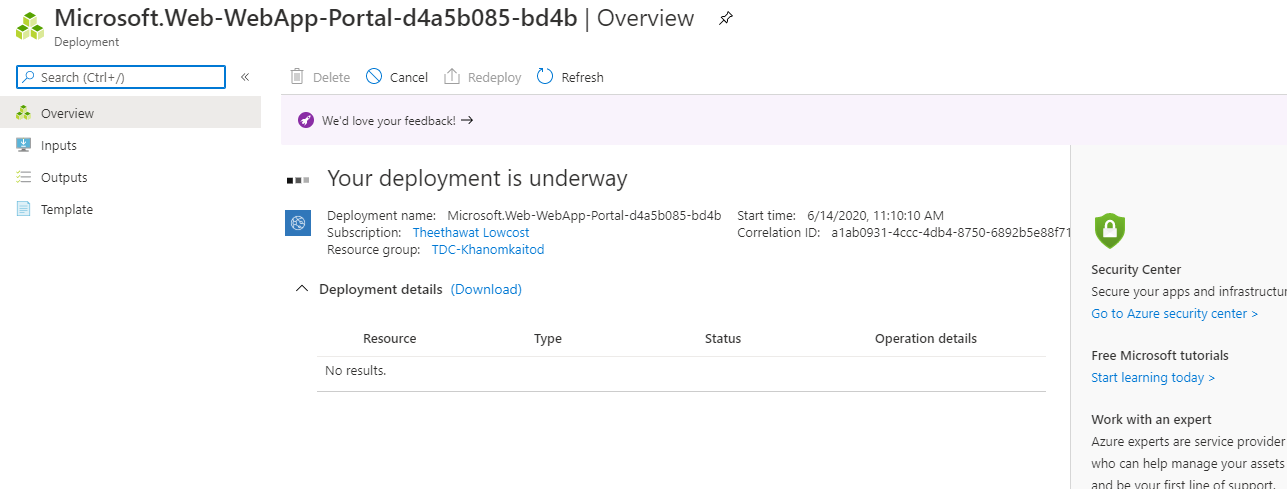 Microsoft.Web-WebApp-Portal-d4a5b085-bd4b | Overview
Deployment
Search (Ctrl+/)
«
Delete
Cancel
Redeploy
Refresh
Overview
Inputs
Outputs
Template
We'd love your feedback! →
Your deployment is underway
Deployment name: Microsoft.Web-WebApp-Portal-d4a5b085-bd4b
Subscription: Theethawat Lowcost
Resource group: TDC-Khanomkaitod
Start time: 6/14/2020, 11:10:10 AM
Correlation ID: a1ab0931-4ccc-4db4-8750-6892b5e88f71
Deployment details (Download)
Resource Type Status Operation details
No results.
Security Center
Secure your apps and infrastructur
Go to Azure security center >
Free Microsoft tutorials
Start learning today >
Work with an expert
Azure experts are service provider
who can help manage your assets
and be your first line of support.